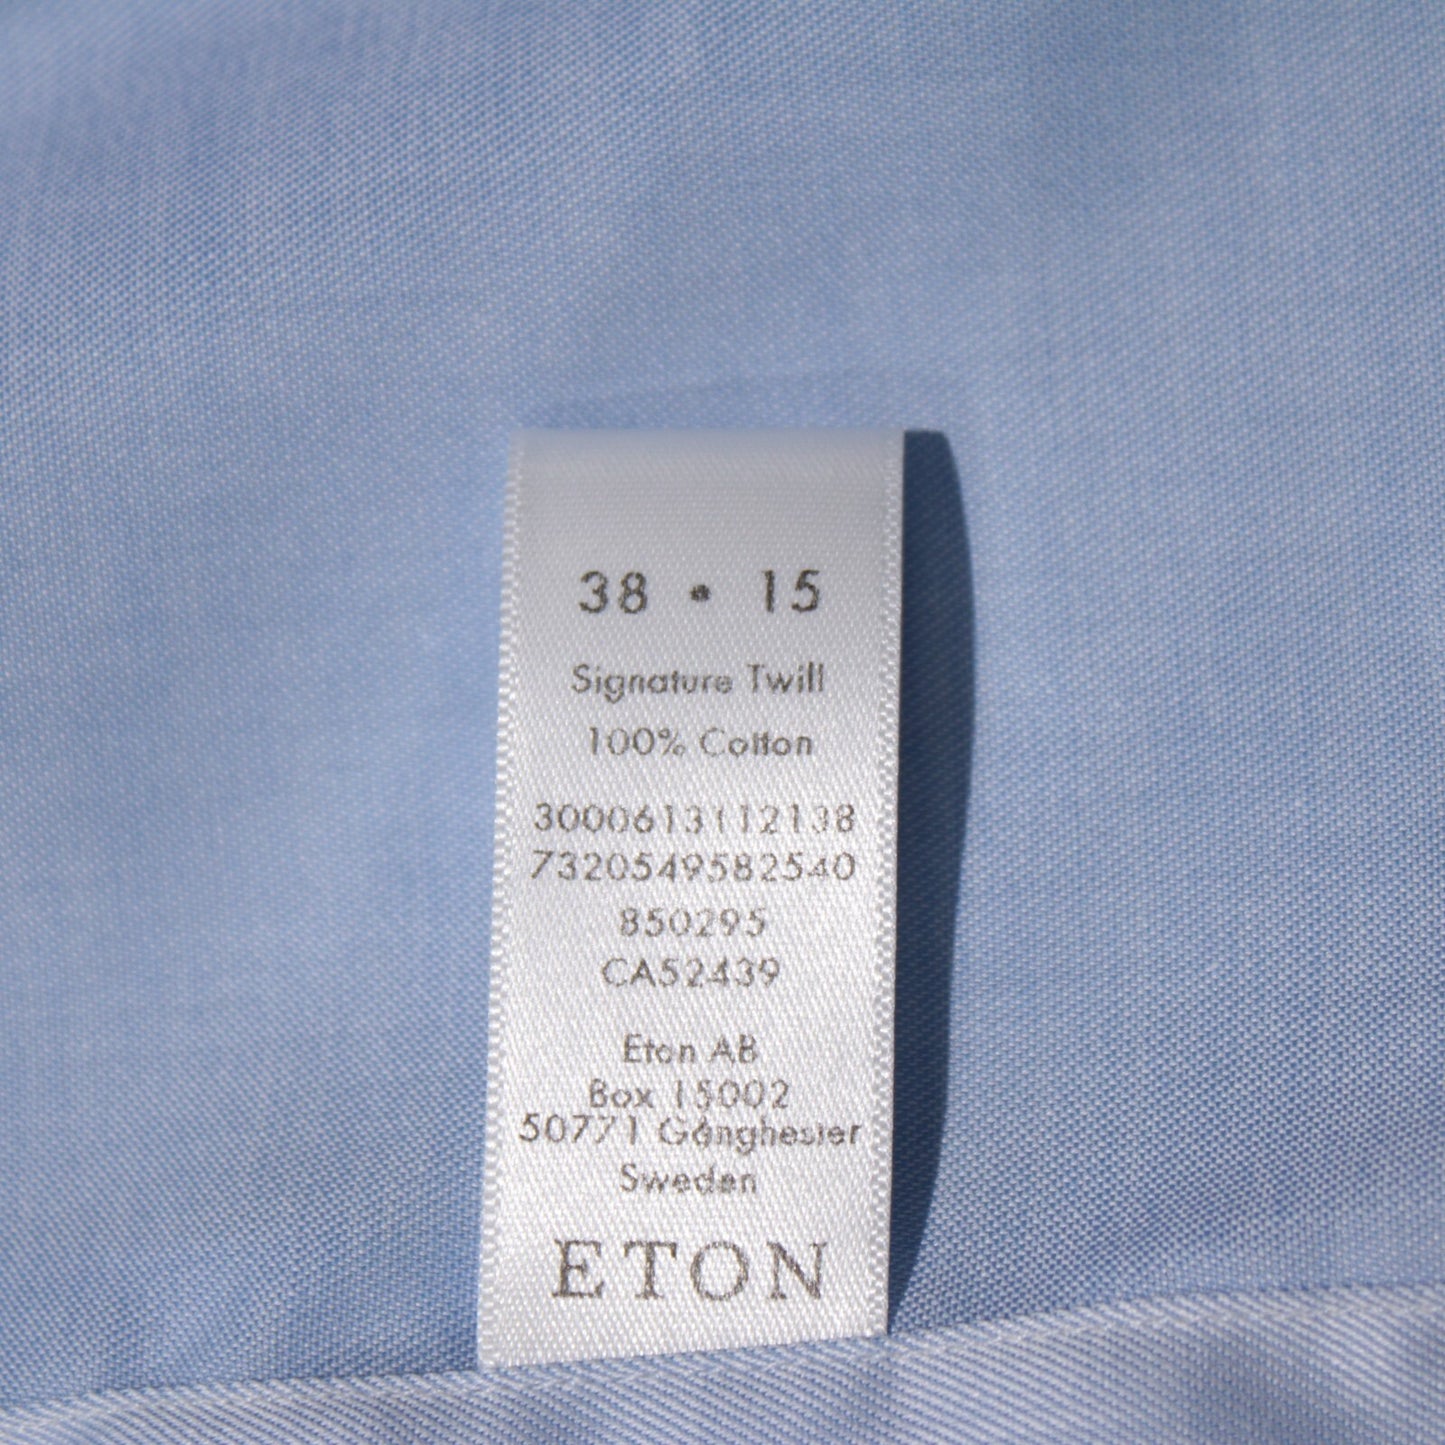 38 • 15
Signature Twill
100% Cotton
3000613112138
7320549582540
850295
CA52439
Eton AB
Box 15002
50771 Gånghester
Sweden
ETON